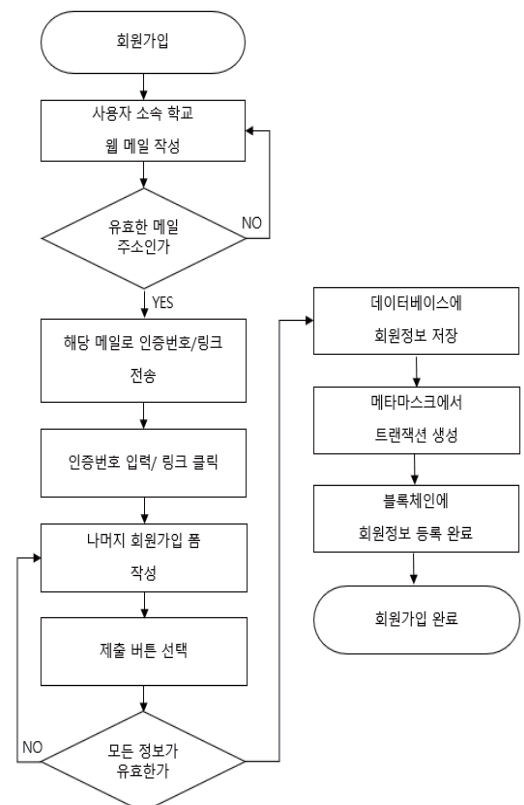 회원가입
사용자 소속 학교
웹 메일 작성
유효한 메일
주소인가
NO
YES
해당 메일로 인증번호/링크
전송
인증번호 입력/ 링크 클릭
나머지 회원가입 폼
작성
제출 버튼 선택
모든 정보가
유효한가
NO
데이터베이스에
회원정보 저장
메타마스크에서
트랜잭션 생성
블록체인에
회원정보 등록 완료
회원가입 완료